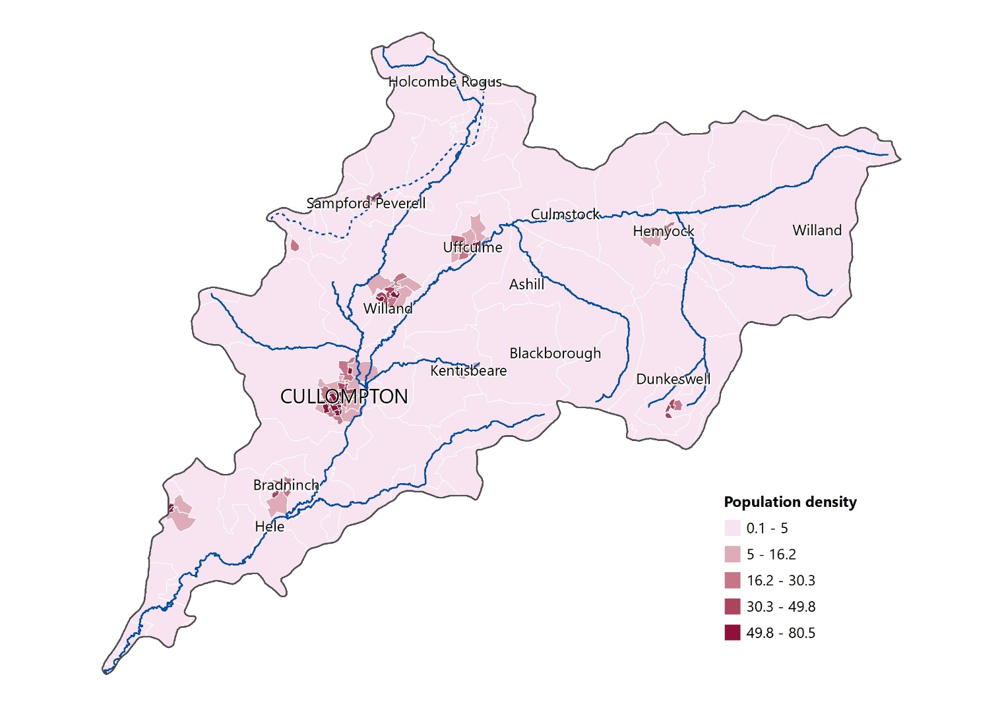 Holcombe Rogus
Sampford Peverell
Culmstock
Hemyock
Willand
Uffculme
Ashill
Willand
Blackborough
Kentisbeare
Dunkeswell
CULLOMPTON
Bradninch
Hele
Population density
0.1 - 5
5 - 16.2
16.2 - 30.3
30.3 - 49.8
49.8 - 80.5